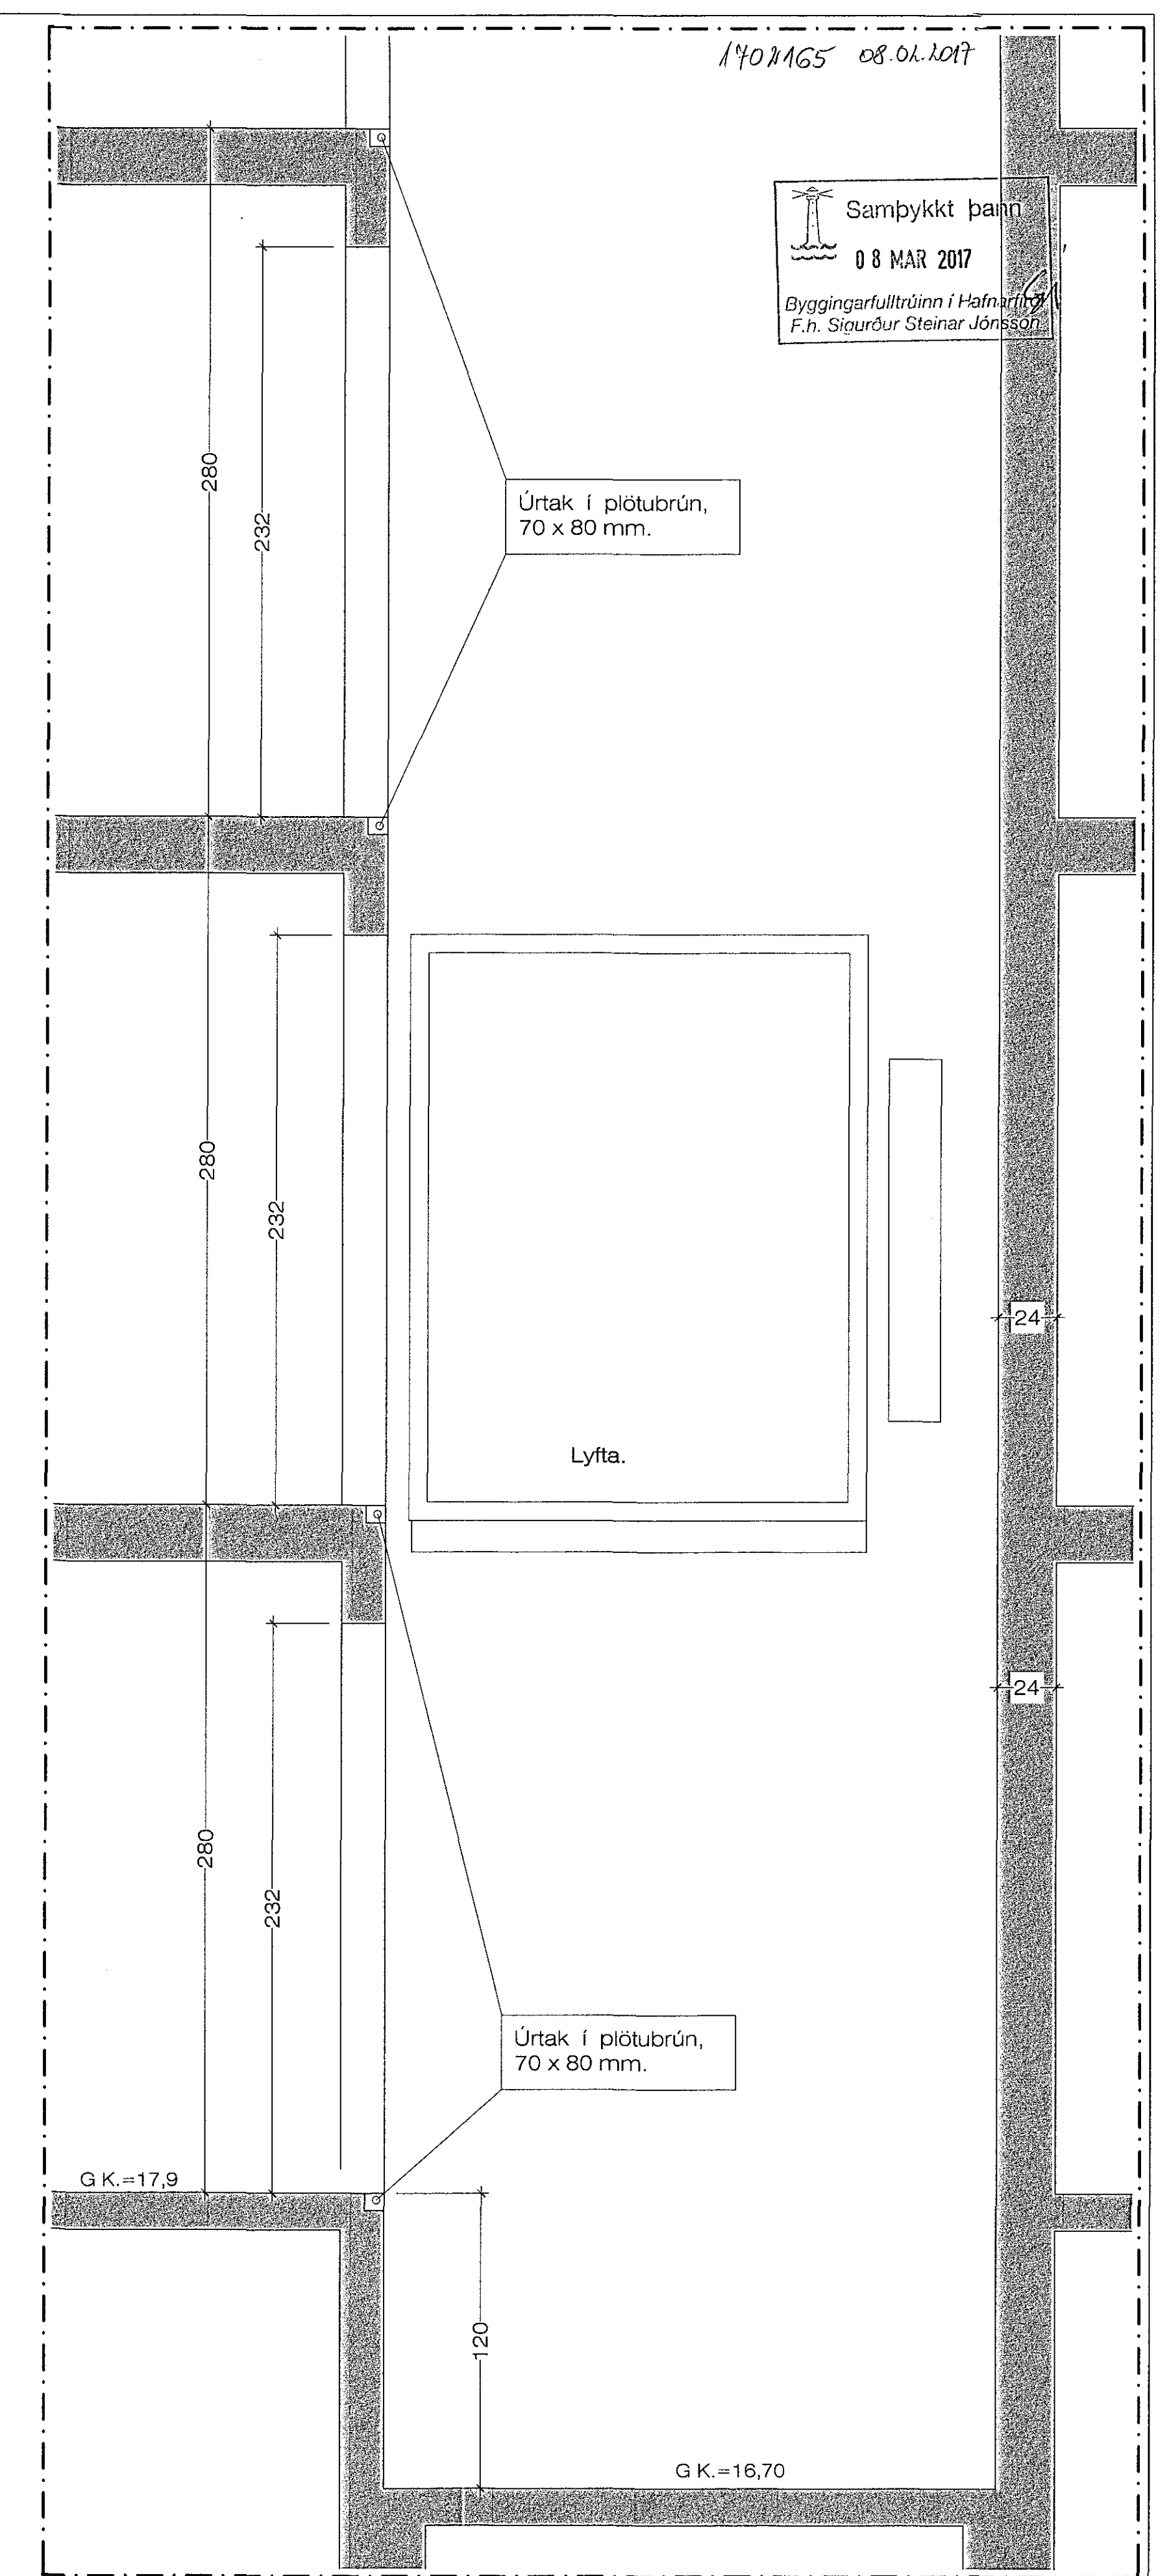 08.02.2017
Samþykkt þann
08 MAR 2017
Byggingarfulltrúinn í Hafnarfirði
F.h. Sigurður Steinar Jónsson
280
232
Úrtak í plötubrún,
70 x 80 mm.
280
232
24
Lyfta.
24
280
232
Úrtak í plötubrún,
70 x 80 mm.
G K.=17,9
120
G K.=16,70